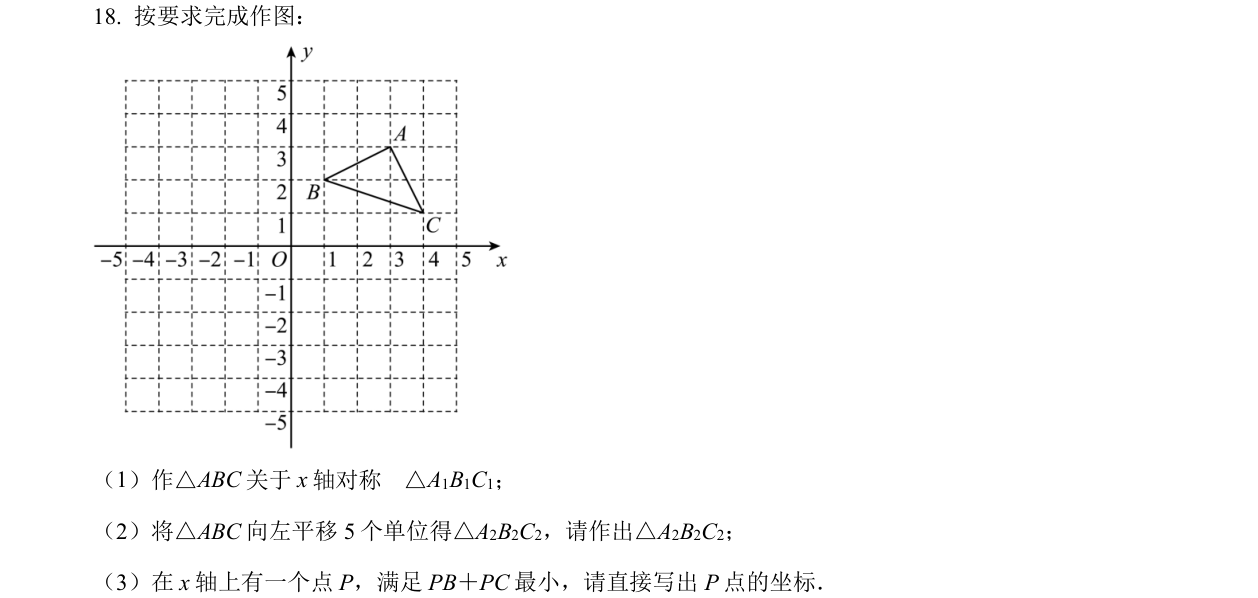 18. 按要求完成作图：
y
5
4
A
3
2 B
1 C
−5 −4 −3 −2 −1 O 1 2 3 4 5 x
−1
−2
−3
−4
−5
（1）作△ABC关于x轴对称 △A₁B₁C₁；
（2）将△ABC向左平移5个单位得△A₂B₂C₂，请作出△A₂B₂C₂；
（3）在x轴上有一个点P，满足PB＋PC最小，请直接写出P点的坐标．